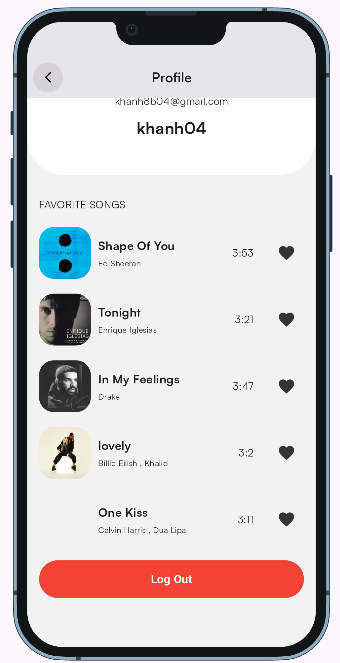 Profile
khanh8b04@gmail.com
khanh04
FAVORITE SONGS
Shape Of You
3:53
Ed Sheeran
Tonight
3:21
ENRIQUE
IGLESIAS
Enrique Iglesias
In My Feelings
3:47
Drake
lovely
3:2
Billie Eilish , Khalid
One Kiss
3:11
Calvin Harris , Dua Lipa
Log Out